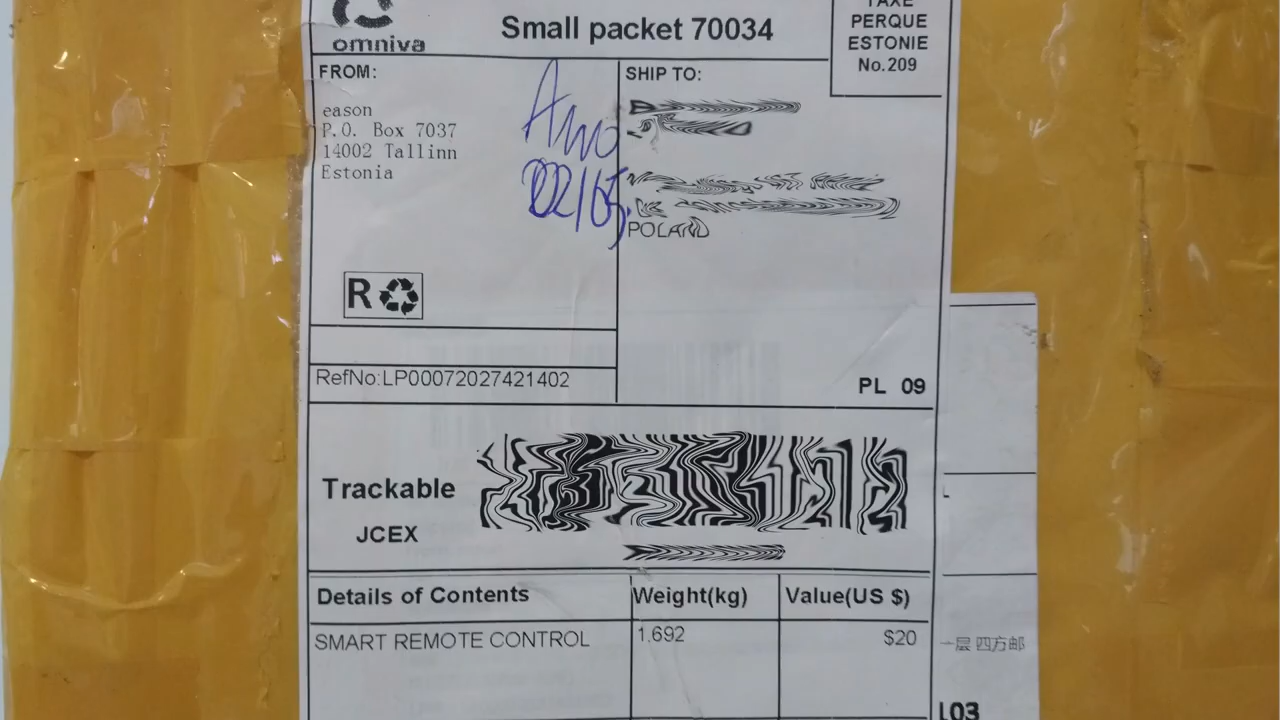 omniva
Small packet 70034
TAXE
PERQUE
ESTONIE
No.209
FROM:
eason
P.O. Box 7037
14002 Tallinn
Estonia
SHIP TO:
POLAND
R
RefNo:LP00072027421402
PL 09
Trackable
JCEX
Details of Contents
Weight(kg)
Value(US $)
SMART REMOTE CONTROL
1.692
$20
层 四方邮
L03